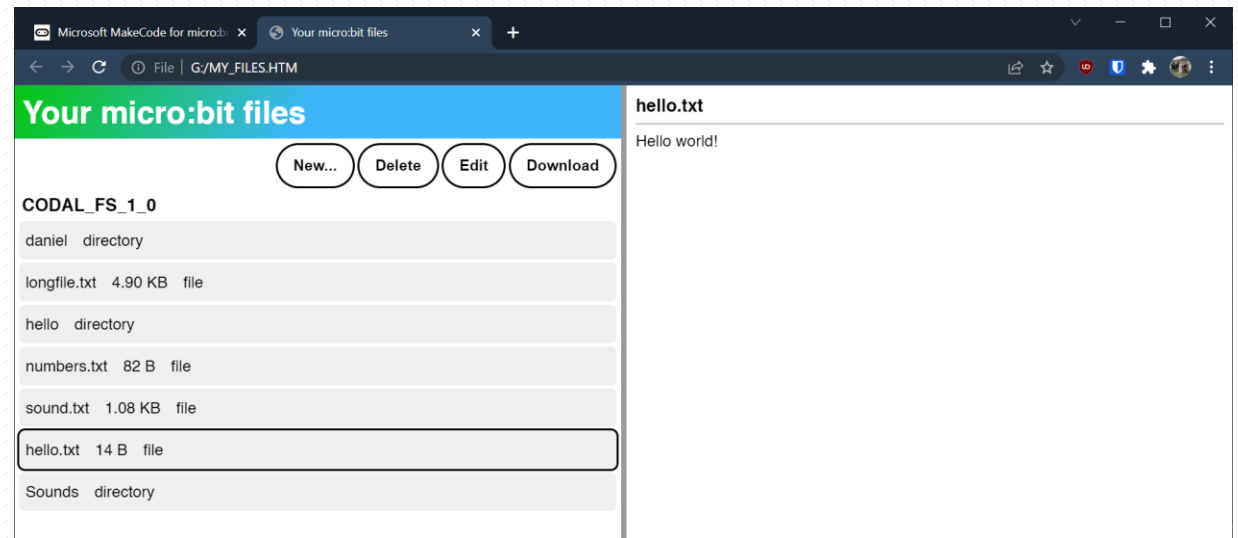 Microsoft MakeCode for micro:bi
Your micro:bit files
File | G:/MY_FILES.HTM
Your micro:bit files
New... Delete Edit Download
CODAL_FS_1_0
daniel directory
longfile.txt 4.90 KB file
hello directory
numbers.txt 82 B file
sound.txt 1.08 KB file
hello.txt 14 B file
Sounds directory
hello.txt
Hello world!